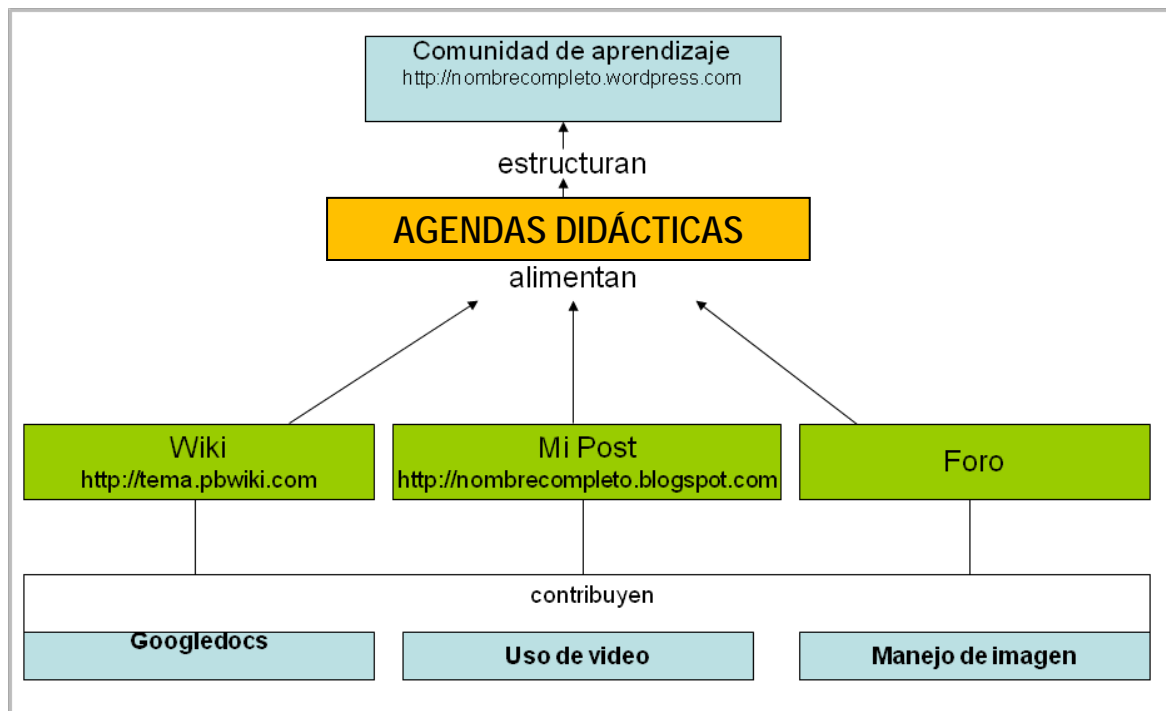 Comunidad de aprendizaje
http://nombrecompleto.wordpress.com
estructuran
AGENDAS DIDÁCTICAS
alimentan
Wiki
http://tema.pbwiki.com
Mi Post
http://nombrecompleto.blogspot.com
Foro
contribuyen
Googledocs
Uso de video
Manejo de imagen